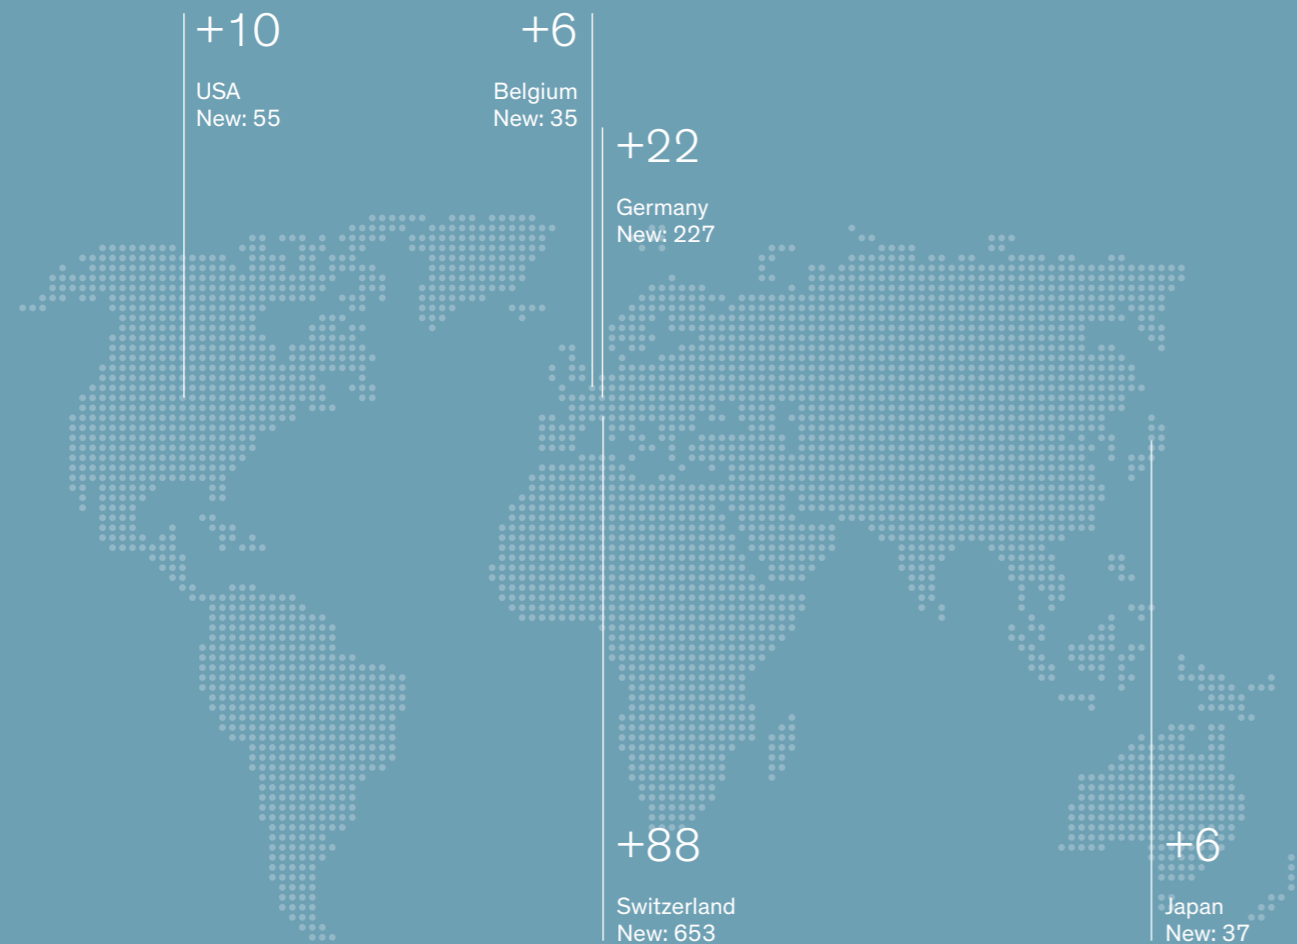 +10
USA
New: 55
+6
Belgium
New: 35
+22
Germany
New: 227
+88
Switzerland
New: 653
+6
Japan
New: 37